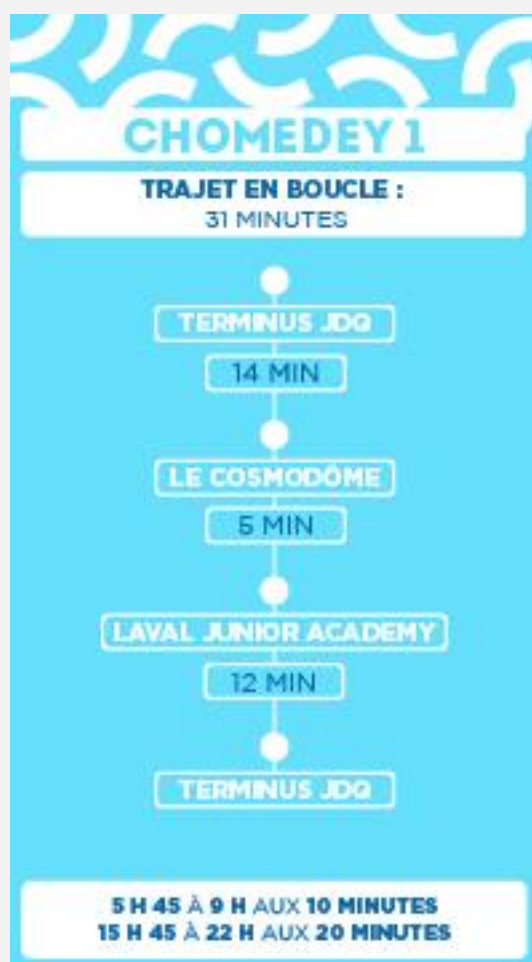 CHOMEDEY 1
TRAJET EN BOUCLE :
31 MINUTES
TERMINUS JDQ
14 MIN
LE COSMODÔME
5 MIN
LAVAL JUNIOR ACADEMY
12 MIN
TERMINUS JDQ
5 H 45 À 9 H AUX 10 MINUTES
15 H 45 À 22 H AUX 20 MINUTES